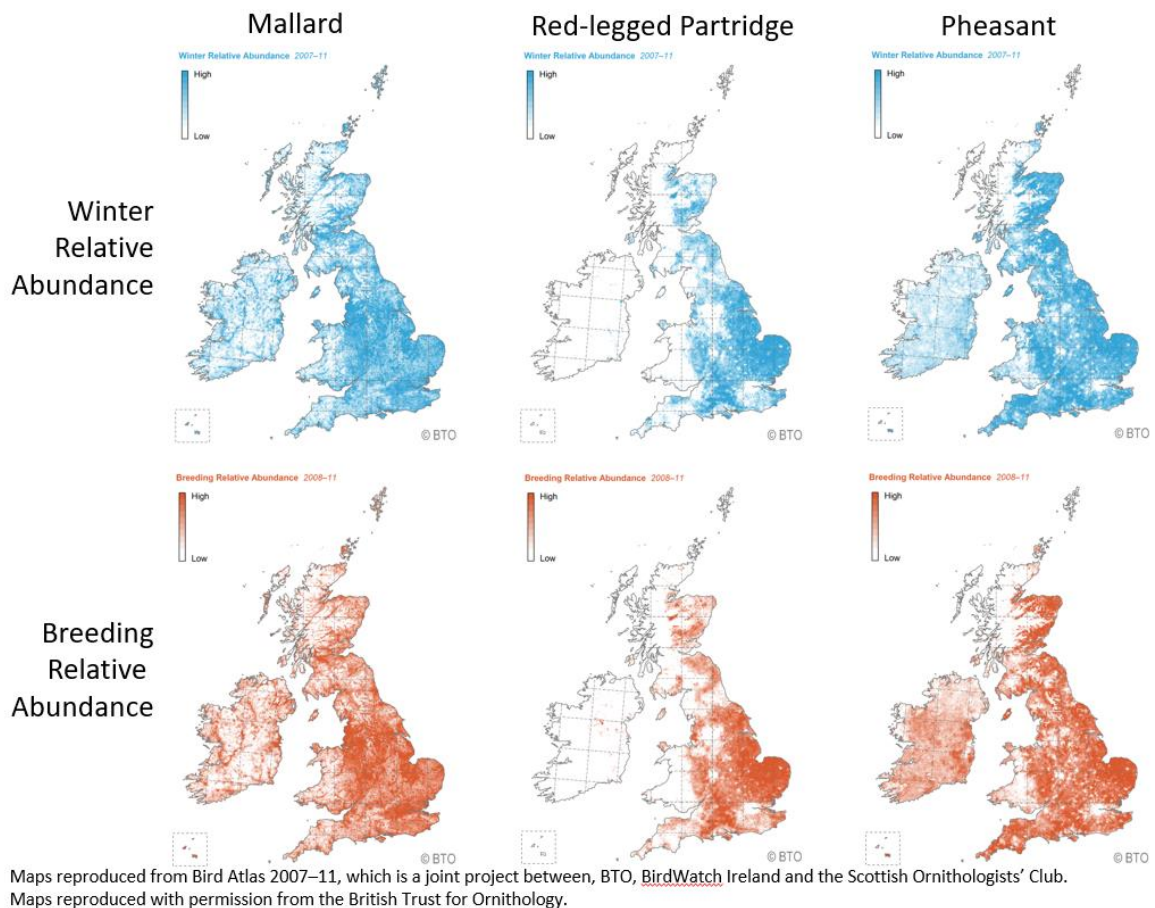 Mallard
Red-legged Partridge
Pheasant
Winter Relative Abundance 2007–11
High
Low
© BTO
Winter Relative Abundance 2007–11
High
Low
© BTO
Winter Relative Abundance 2007–11
High
Low
© BTO
Winter
Relative
Abundance
Breeding Relative Abundance 2008–11
High
Low
© BTO
Breeding Relative Abundance 2008–11
High
Low
© BTO
Breeding Relative Abundance 2008–11
High
Low
© BTO
Breeding
Relative
Abundance
Maps reproduced from Bird Atlas 2007–11, which is a joint project between, BTO, BirdWatch Ireland and the Scottish Ornithologists' Club.
Maps reproduced with permission from the British Trust for Ornithology.